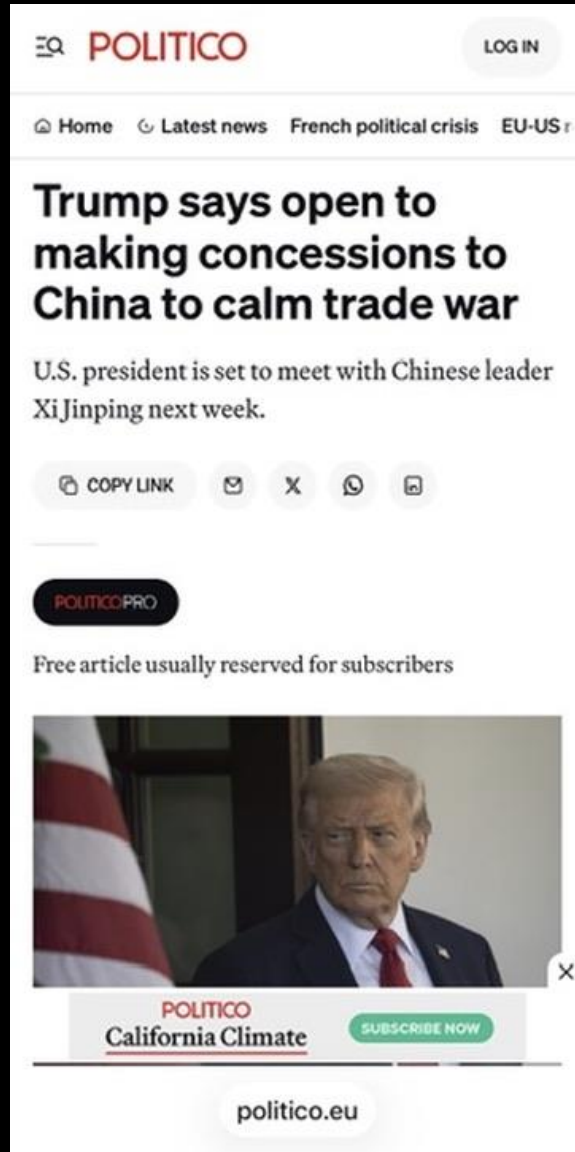 POLITICO
LOG IN
Home
Latest news
French political crisis
EU-US
Trump says open to
making concessions to
China to calm trade war
U.S. president is set to meet with Chinese leader
Xi Jinping next week.
COPY LINK
POLITICOPRO
Free article usually reserved for subscribers
POLITICO
California Climate
SUBSCRIBE NOW
politico.eu